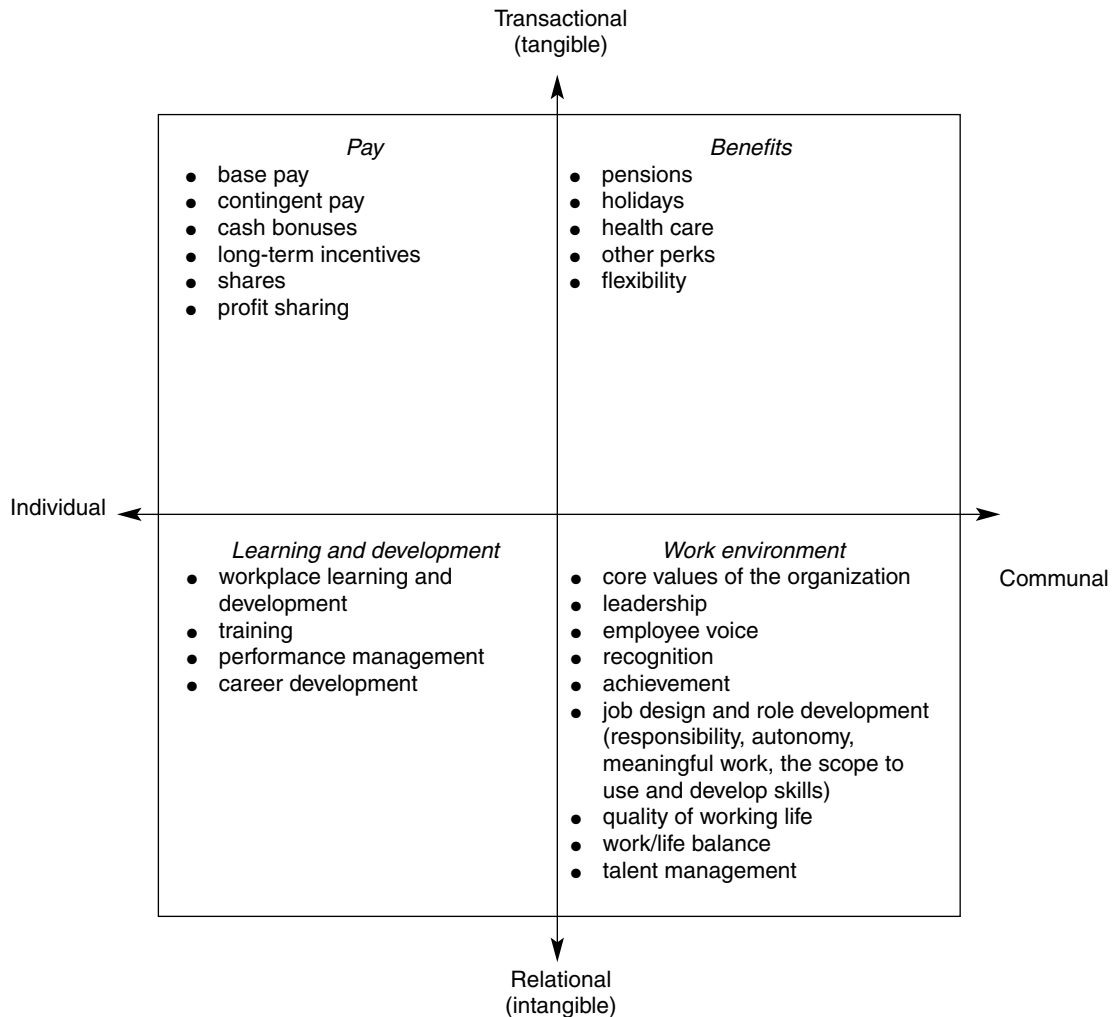 Transactional
(tangible)
Pay
● base pay
● contingent pay
● cash bonuses
● long-term incentives
● shares
● profit sharing
Benefits
● pensions
● holidays
● health care
● other perks
● flexibility
Individual
Communal
Learning and development
● workplace learning and
development
● training
● performance management
● career development
Work environment
● core values of the organization
● leadership
● employee voice
● recognition
● achievement
● job design and role development
(responsibility, autonomy,
meaningful work, the scope to
use and develop skills)
● quality of working life
● work/life balance
● talent management
Relational
(intangible)